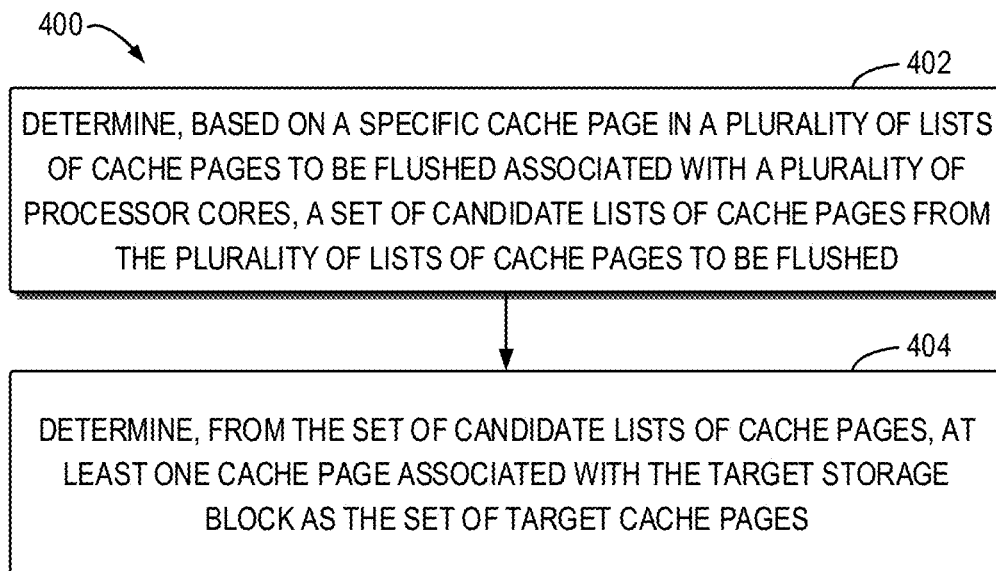 400
402
DETERMINE, BASED ON A SPECIFIC CACHE PAGE IN A PLURALITY OF LISTS
OF CACHE PAGES TO BE FLUSHED ASSOCIATED WITH A PLURALITY OF
PROCESSOR CORES, A SET OF CANDIDATE LISTS OF CACHE PAGES FROM
THE PLURALITY OF LISTS OF CACHE PAGES TO BE FLUSHED
404
DETERMINE, FROM THE SET OF CANDIDATE LISTS OF CACHE PAGES, AT
LEAST ONE CACHE PAGE ASSOCIATED WITH THE TARGET STORAGE
BLOCK AS THE SET OF TARGET CACHE PAGES